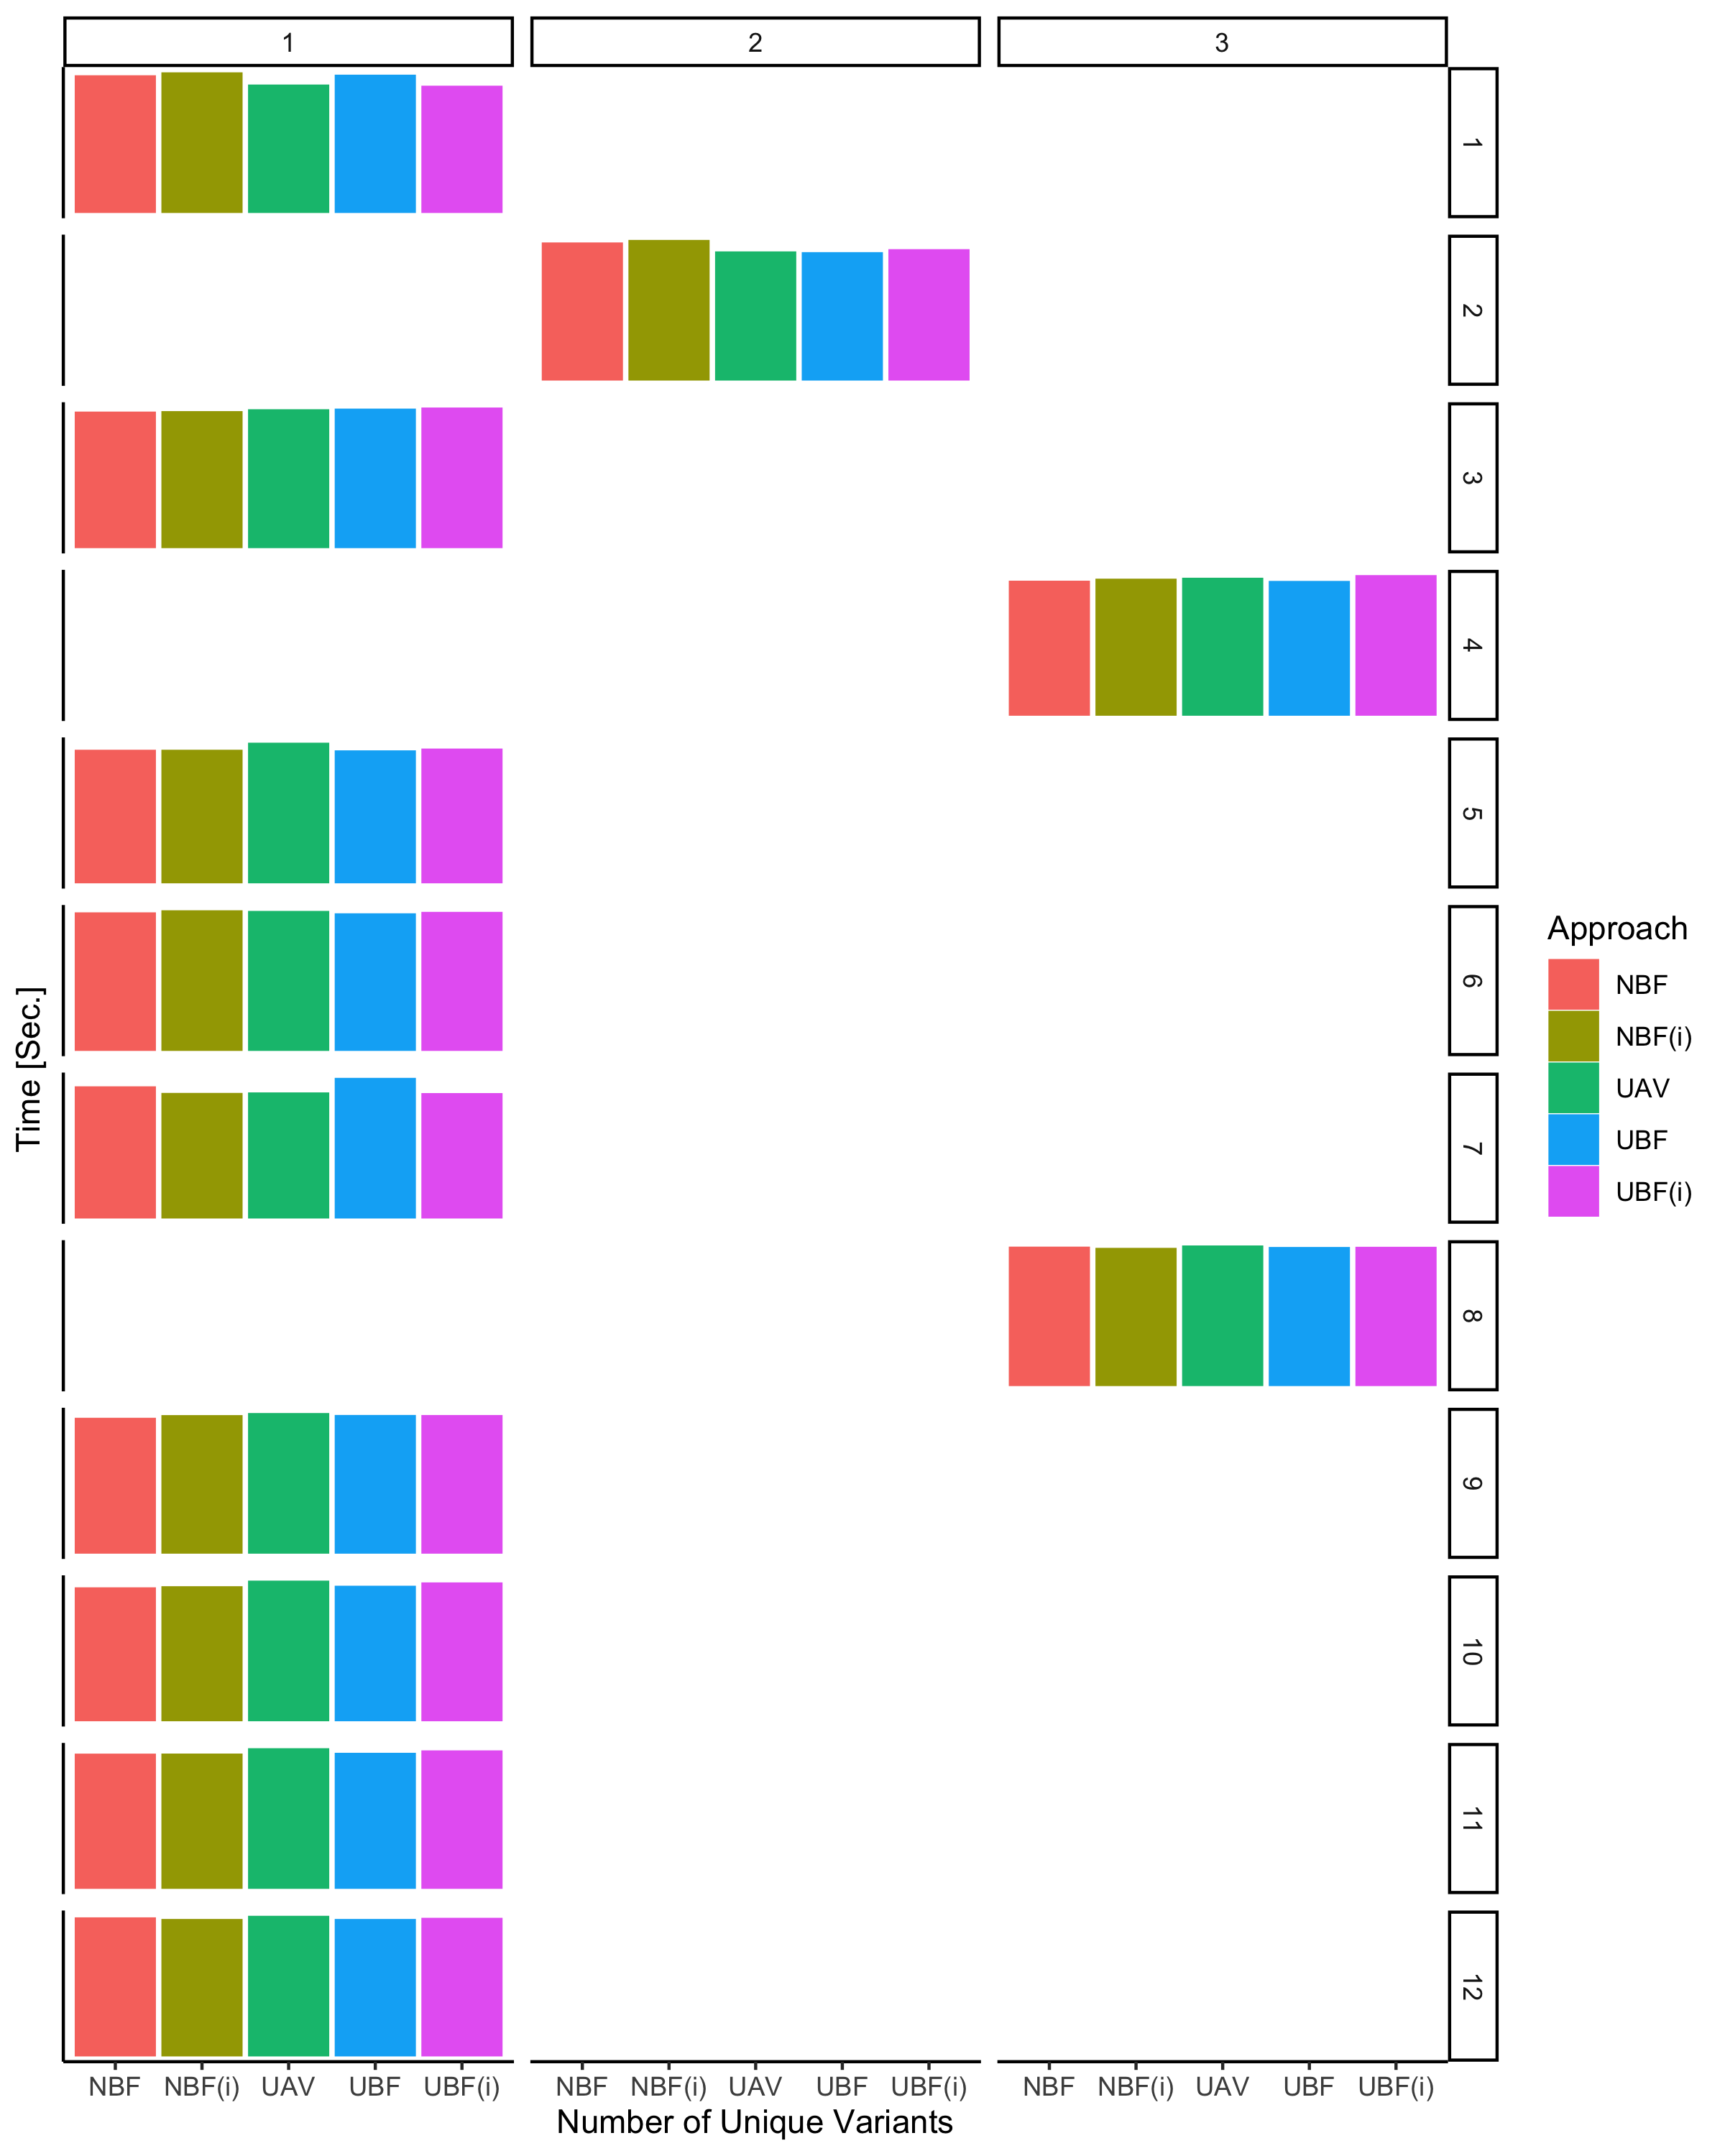 1 2 3
1
2
3
4
5
6
7
8
9
10
11
12
Time [Sec.]
NBF NBF(i) UAV UBF UBF(i) NBF NBF(i) UAV UBF UBF(i) NBF NBF(i) UAV UBF UBF(i)
Number of Unique Variants
Approach
NBF
NBF(i)
UAV
UBF
UBF(i)